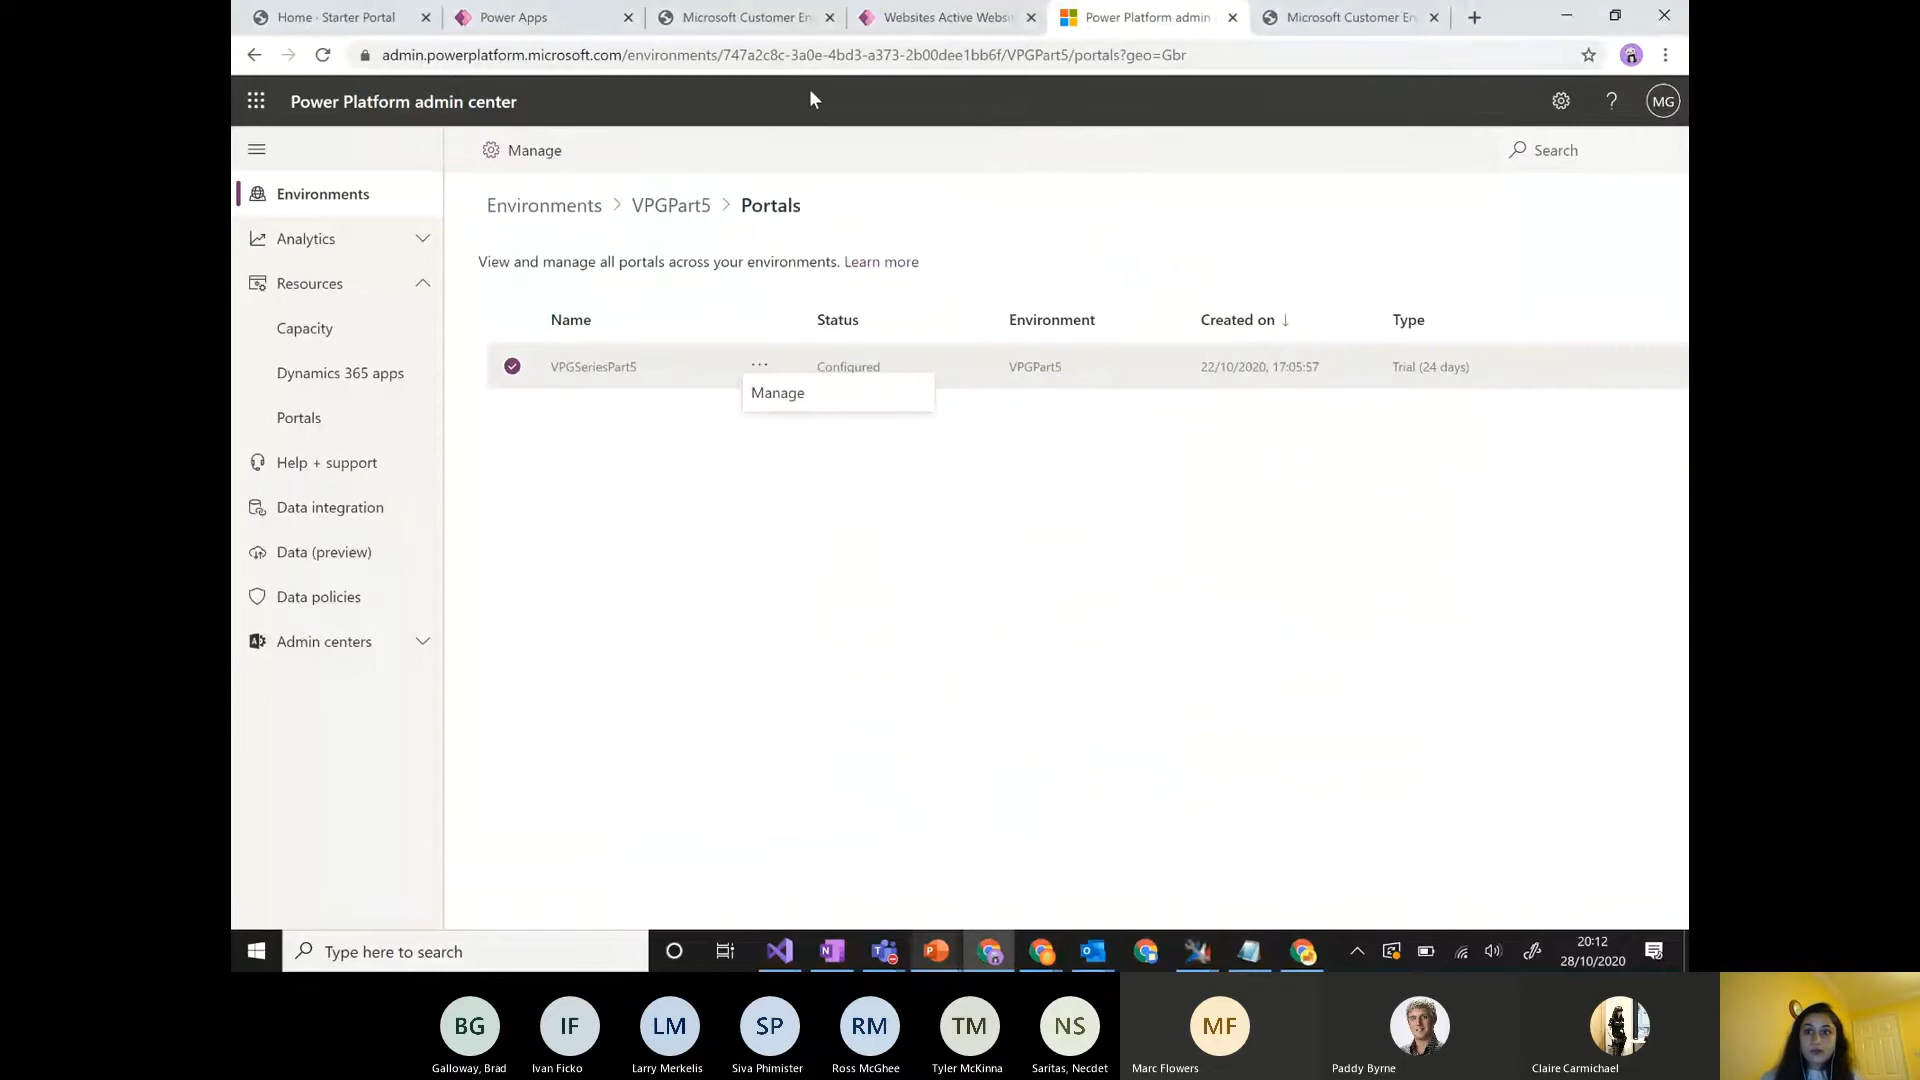 Home · Starter Portal
Power Apps
Microsoft Customer En
Websites Active Websi
Power Platform admin
Microsoft Customer En
admin.powerplatform.microsoft.com/environments/747a2c8c-3a0e-4bd3-a373-2b00dee1bb6f/VPGPart5/portals?geo=Gbr
Power Platform admin center
?
MG
Manage
Search
Environments
Analytics
Resources
Capacity
Dynamics 365 apps
Portals
Help + support
Data integration
Data (preview)
Data policies
Admin centers
Environments > VPGPart5 > Portals
View and manage all portals across your environments. Learn more
Name Status Environment Created on ↓ Type
VPGSeriesPart5 ··· Configured VPGPart5 22/10/2020, 17:05:57 Trial (24 days)
Manage
Type here to search
20:12
28/10/2020
BG IF LM SP RM TM NS MF
Galloway, Brad Ivan Ficko Larry Merkelis Siva Phimister Ross McGhee Tyler McKinna Saritas, Necdet Marc Flowers Paddy Byrne Claire Carmichael